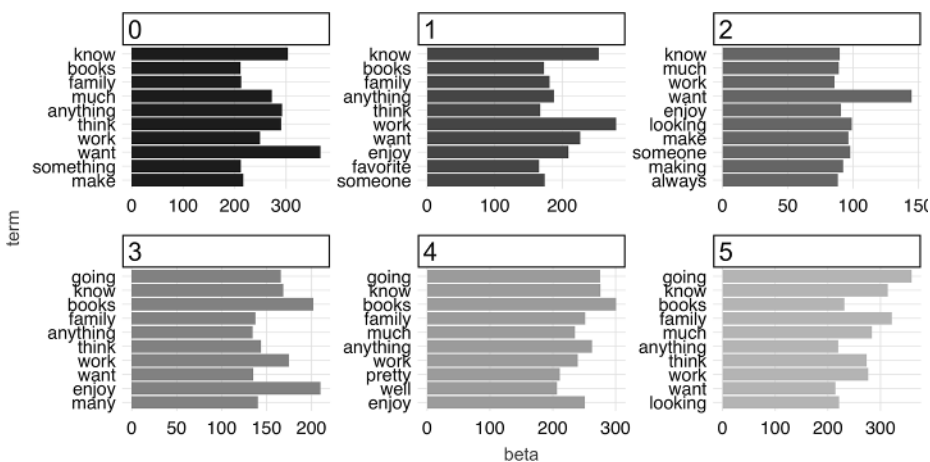 0
know
books
family
much
anything
think
work
want
something
make
0 100 200 300
1
know
books
family
anything
think
work
want
enjoy
favorite
someone
0 100 200
2
know
much
work
want
enjoy
looking
make
someone
making
always
0 50 100 150
term
3
going
know
books
family
anything
think
work
want
enjoy
many
0 50 100 150 200
4
going
know
books
family
much
anything
work
pretty
well
enjoy
0 100 200 300
5
going
know
books
family
much
anything
think
work
want
looking
0 100 200 300
beta